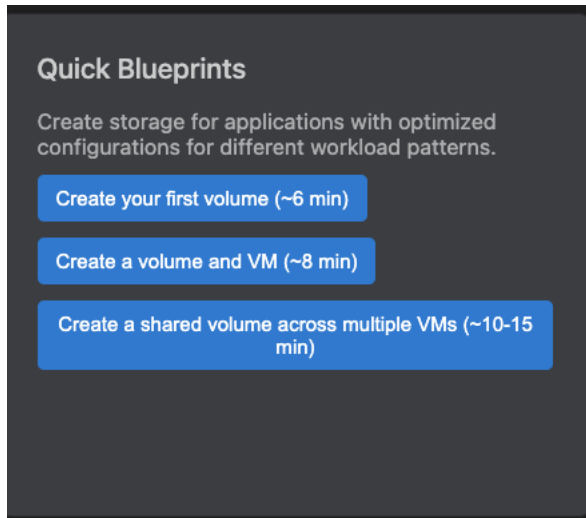 Quick Blueprints
Create storage for applications with optimized
configurations for different workload patterns.
Create your first volume (~6 min)
Create a volume and VM (~8 min)
Create a shared volume across multiple VMs (~10-15
min)